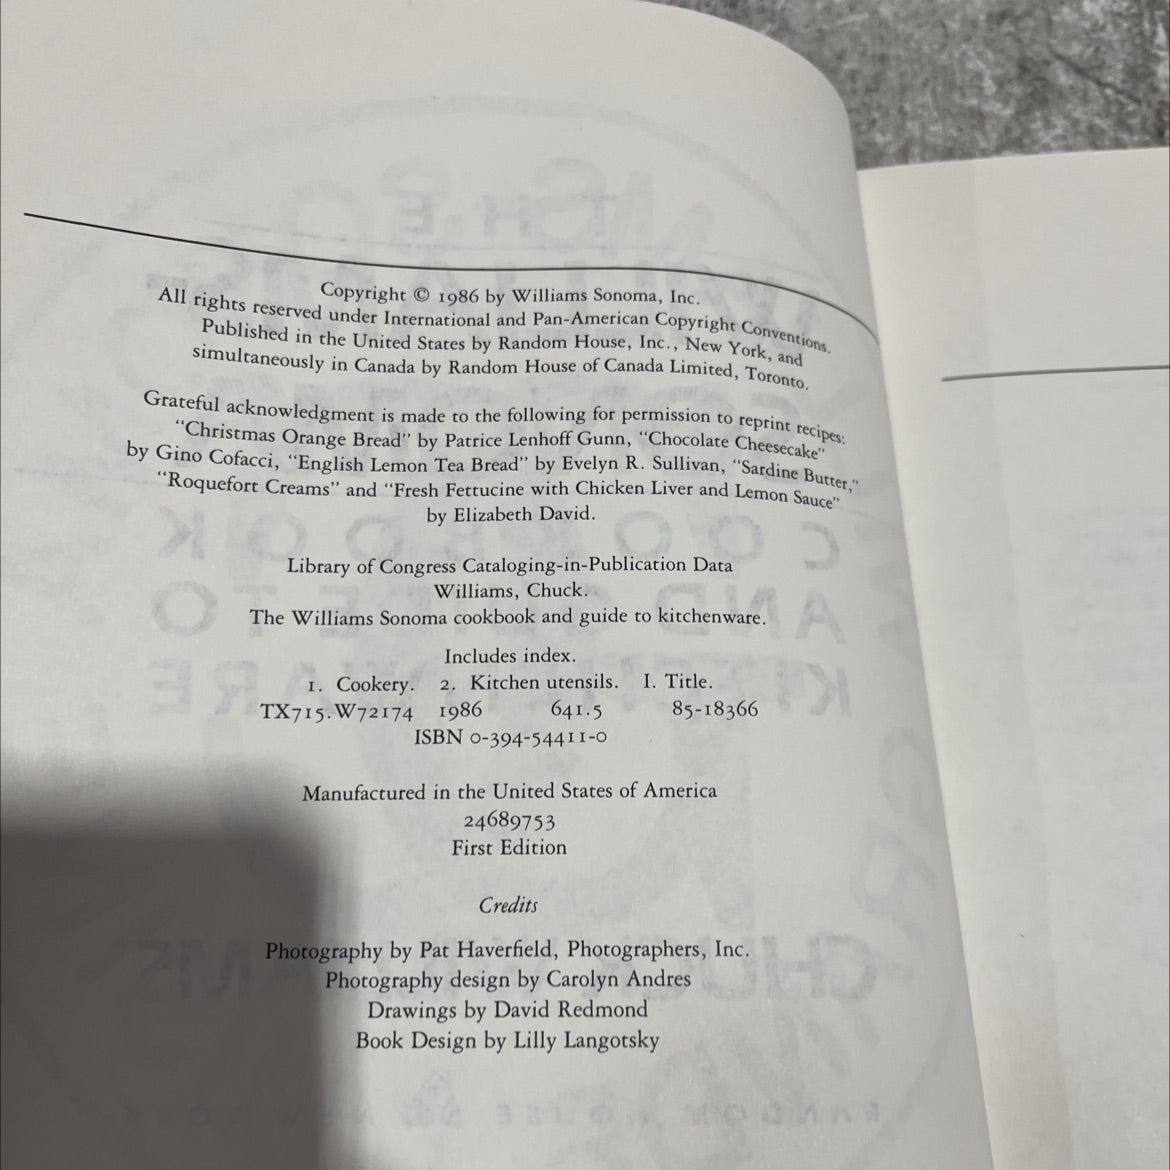 Copyright © 1986 by Williams Sonoma, Inc.
All rights reserved under International and Pan-American Copyright Conventions.
Published in the United States by Random House, Inc., New York, and
simultaneously in Canada by Random House of Canada Limited, Toronto.
Grateful acknowledgment is made to the following for permission to reprint recipes:
“Christmas Orange Bread” by Patrice Lenhoff Gunn, “Chocolate Cheesecake”
by Gino Cofacci, “English Lemon Tea Bread” by Evelyn R. Sullivan, “Sardine Butter,”
“Roquefort Creams” and “Fresh Fettucine with Chicken Liver and Lemon Sauce”
by Elizabeth David.
Library of Congress Cataloging-in-Publication Data
Williams, Chuck.
The Williams Sonoma cookbook and guide to kitchenware.
Includes index.
1. Cookery. 2. Kitchen utensils. I. Title.
TX715.W72174 1986 641.5 85-18366
ISBN 0-394-54411-0
Manufactured in the United States of America
24689753
First Edition
Credits
Photography by Pat Haverfield, Photographers, Inc.
Photography design by Carolyn Andres
Drawings by David Redmond
Book Design by Lilly Langotsky